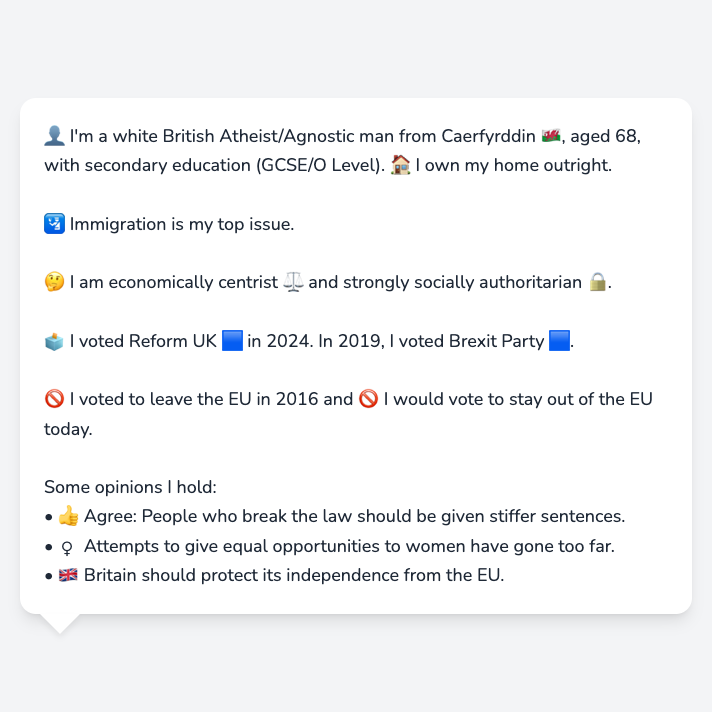 👤 I'm a white British Atheist/Agnostic man from Caerfyrddin 🏴󠁧󠁢󠁷󠁬󠁳󠁿, aged 68,
with secondary education (GCSE/O Level). 🏠 I own my home outright.
🛂 Immigration is my top issue.
🤔 I am economically centrist ⚖️ and strongly socially authoritarian 🔒.
🗳️ I voted Reform UK 🟦 in 2024. In 2019, I voted Brexit Party 🟦.
🚫 I voted to leave the EU in 2016 and 🚫 I would vote to stay out of the EU
today.
Some opinions I hold:
• 👍 Agree: People who break the law should be given stiffer sentences.
• ♀ Attempts to give equal opportunities to women have gone too far.
• 🇬🇧 Britain should protect its independence from the EU.